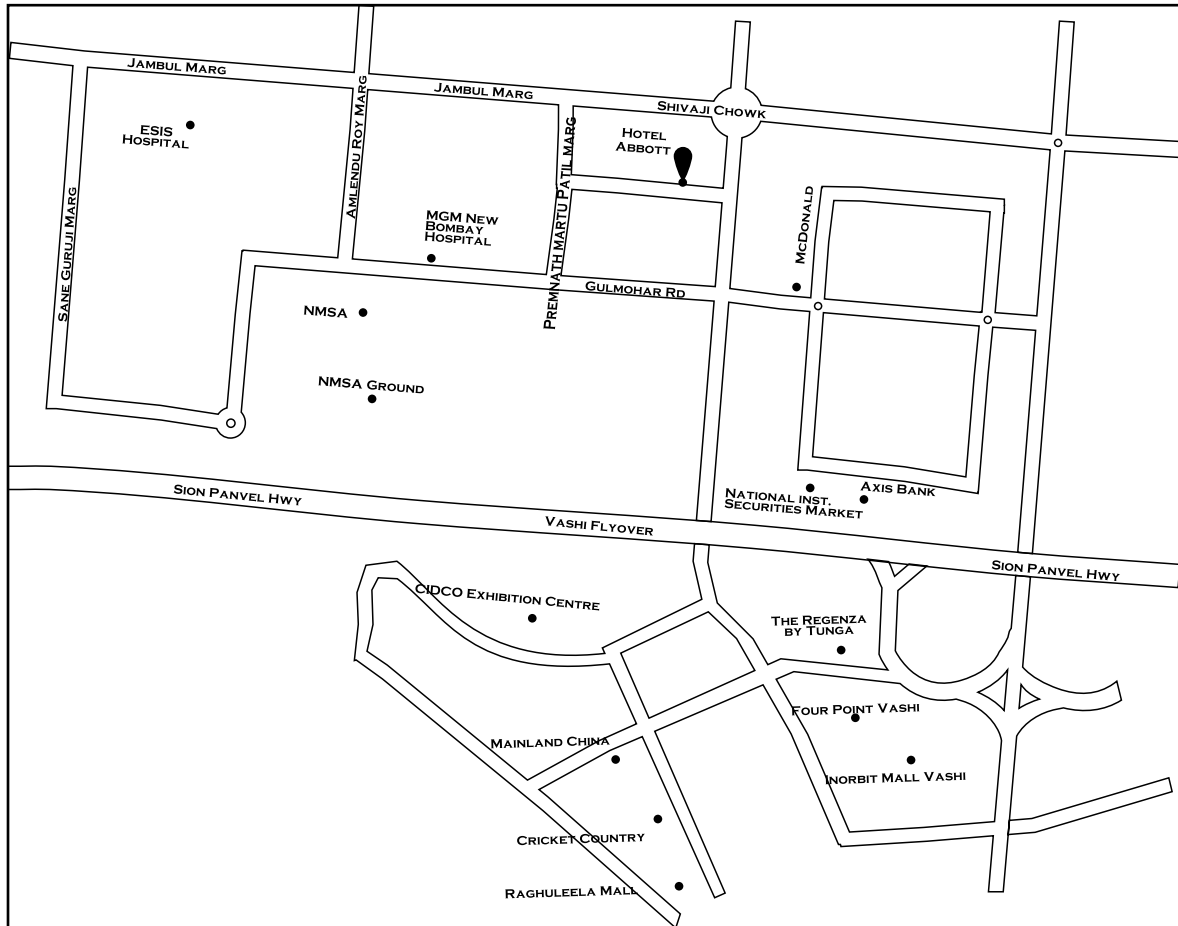 Jambul Marg
Jambul Marg
Shivaji Chowk
ESIS
Hospital
Amlendu Roy Marg
Premnath Martu Patil Marg
Hotel
Abbott
Sane Guruji Marg
MGM New
Bombay
Hospital
McDonald
Gulmohar Rd
NMSA
NMSA Ground
Sion Panvel Hwy
Vashi Flyover
National Inst.
Securities Market
Axis Bank
Sion Panvel Hwy
CIDCO Exhibition Centre
The Regenza
by Tunga
Four Point Vashi
Mainland China
Inorbit Mall Vashi
Cricket Country
Raghuleela Mall